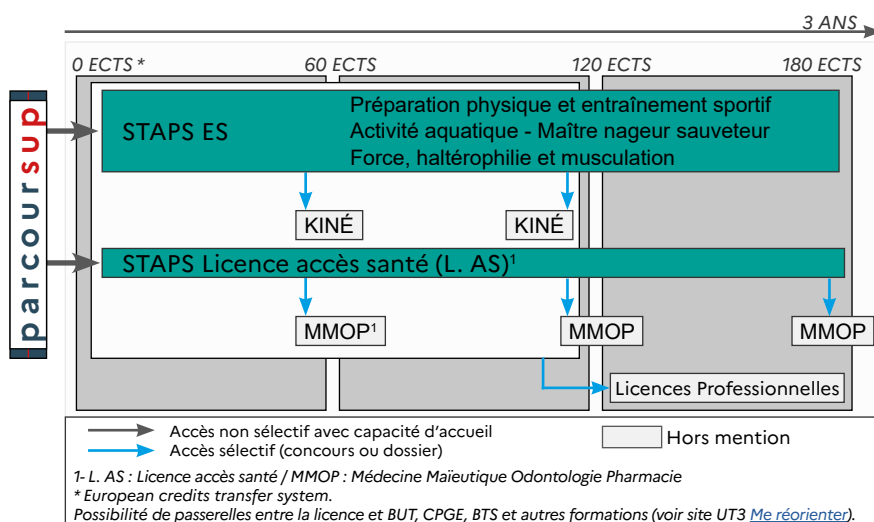 3 ANS
0 ECTS * 60 ECTS 120 ECTS 180 ECTS
parcoursup
STAPS ES
Préparation physique et entraînement sportif
Activité aquatique - Maître nageur sauveteur
Force, haltérophilie et musculation
KINÉ KINÉ
STAPS Licence accès santé (L. AS)¹
MMOP¹ MMOP MMOP
Licences Professionnelles
Accès non sélectif avec capacité d'accueil
Accès sélectif (concours ou dossier)
Hors mention
1- L. AS : Licence accès santé / MMOP : Médecine Maïeutique Odontologie Pharmacie
* European credits transfer system.
Possibilité de passerelles entre la licence et BUT, CPGE, BTS et autres formations (voir site UT3 Me réorienter).